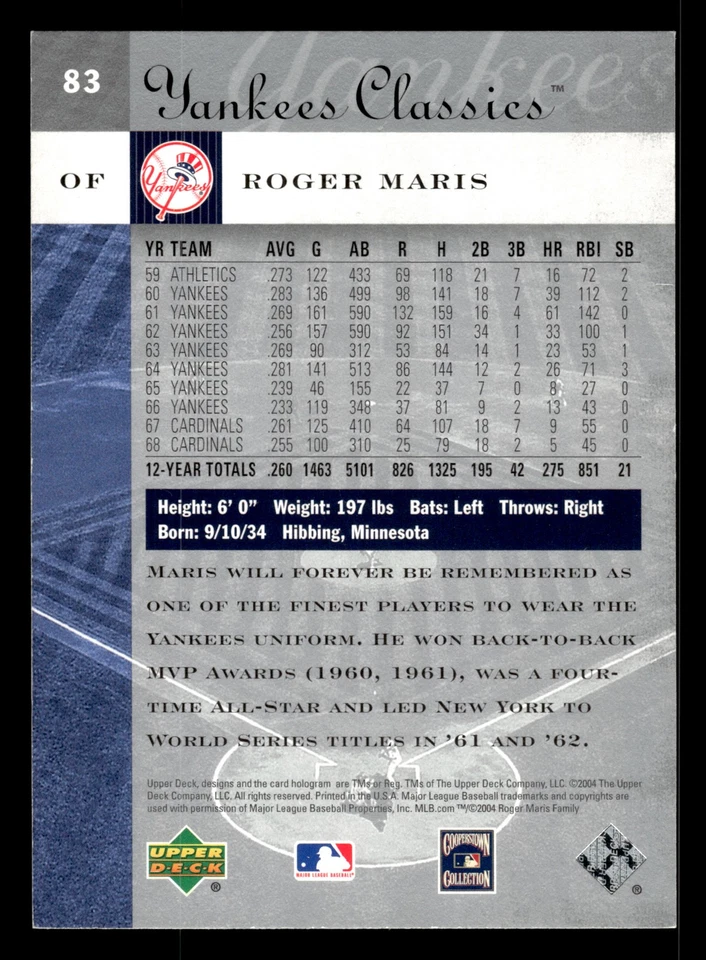 83
Yankees Classics™
OF
Yankees
ROGER MARIS
YR TEAM AVG G AB R H 2B 3B HR RBI SB
59 ATHLETICS .273 122 433 69 118 21 7 16 72 2
60 YANKEES .283 136 499 98 141 18 7 39 112 2
61 YANKEES .269 161 590 132 159 16 4 61 142 0
62 YANKEES .256 157 590 92 151 34 1 33 100 1
63 YANKEES .269 90 312 53 84 14 1 23 53 1
64 YANKEES .281 141 513 86 144 12 2 26 71 3
65 YANKEES .239 46 155 22 37 7 0 8 27 0
66 YANKEES .233 119 348 37 81 9 2 13 43 0
67 CARDINALS .261 125 410 64 107 18 7 9 55 0
68 CARDINALS .255 100 310 25 79 18 2 5 45 0
12-YEAR TOTALS .260 1463 5101 826 1325 195 42 275 851 21
Height: 6' 0" Weight: 197 lbs Bats: Left Throws: Right
Born: 9/10/34 Hibbing, Minnesota
MARIS WILL FOREVER BE REMEMBERED AS
ONE OF THE FINEST PLAYERS TO WEAR THE
YANKEES UNIFORM. HE WON BACK-TO-BACK
MVP AWARDS (1960, 1961), WAS A FOUR-
TIME ALL-STAR AND LED NEW YORK TO
WORLD SERIES TITLES IN '61 AND '62.
Upper Deck, designs and the card hologram are TMs or Reg. TMs of The Upper Deck Company, LLC. ©2004 The Upper
Deck Company, LLC. All rights reserved. Printed in the U.S.A. Major League Baseball trademarks and copyrights are
used with permission of Major League Baseball Properties, Inc. MLB.com ™/©2004 Roger Maris Family
UPPER
DECK
®
MAJOR LEAGUE BASEBALL®
COOPERSTOWN
COLLECTION
®